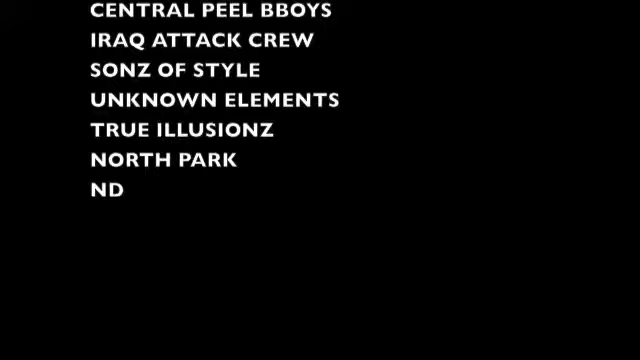 CENTRAL PEEL BBOYS
IRAQ ATTACK CREW
SONZ OF STYLE
UNKNOWN ELEMENTS
TRUE ILLUSIONZ
NORTH PARK
ND